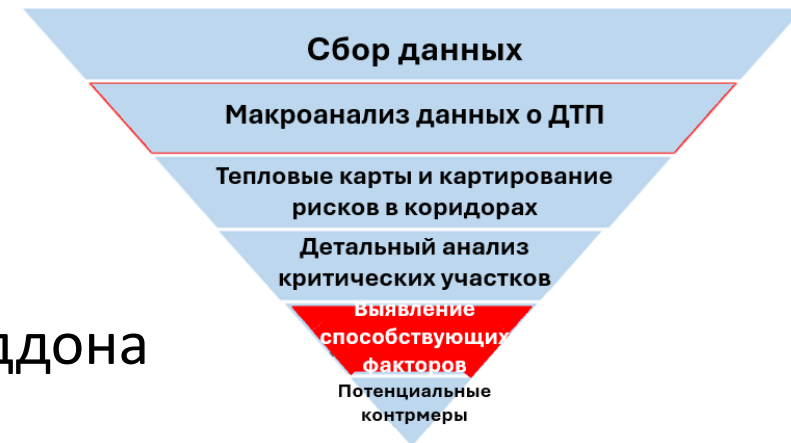 Сбор данных
Макроанализ данных о ДТП
Тепловые карты и картирование
рисков в коридорах
Детальный анализ
критических участков
Выявление
способствующих
факторов
ддона
Потенциальные
контрмеры